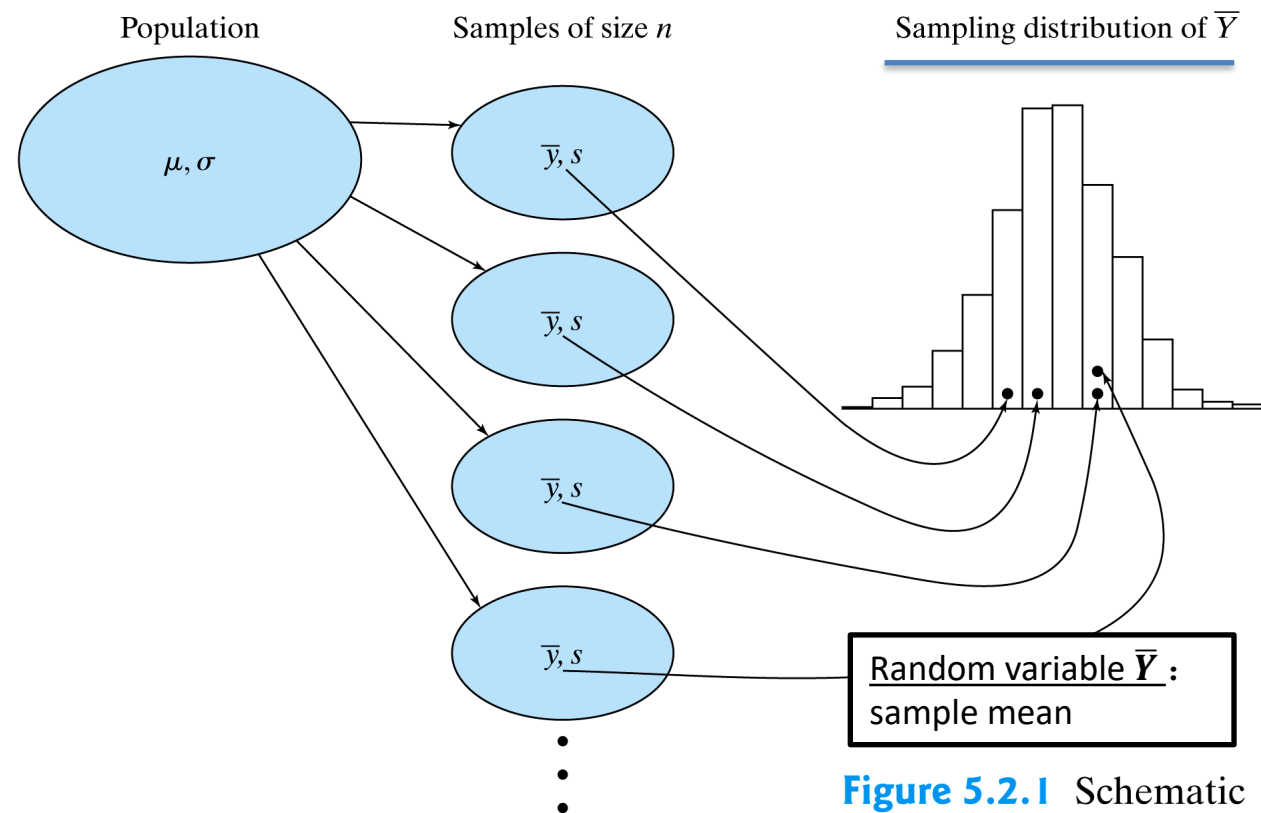 Population
Samples of size n
Sampling distribution of Y̅
μ, σ
y̅, s
y̅, s
y̅, s
y̅, s
Random variable Y̅ :
sample mean
Figure 5.2.1 Schematic